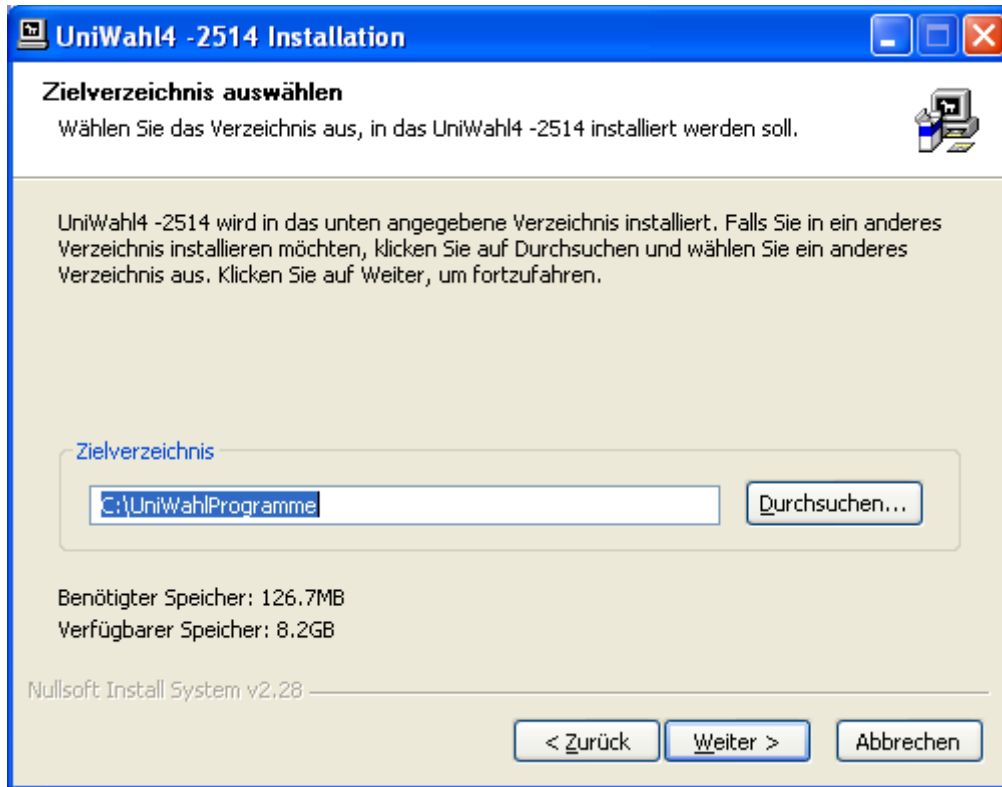 UniWahl4 -2514 Installation
Zielverzeichnis auswählen
Wählen Sie das Verzeichnis aus, in das UniWahl4 -2514 installiert werden soll.
UniWahl4 -2514 wird in das unten angegebene Verzeichnis installiert. Falls Sie in ein anderes
Verzeichnis installieren möchten, klicken Sie auf Durchsuchen und wählen Sie ein anderes
Verzeichnis aus. Klicken Sie auf Weiter, um fortzufahren.
Zielverzeichnis
C:\UniWahlProgramme
Durchsuchen...
Benötigter Speicher: 126.7MB
Verfügbarer Speicher: 8.2GB
Nullsoft Install System v2.28
< Zurück
Weiter >
Abbrechen